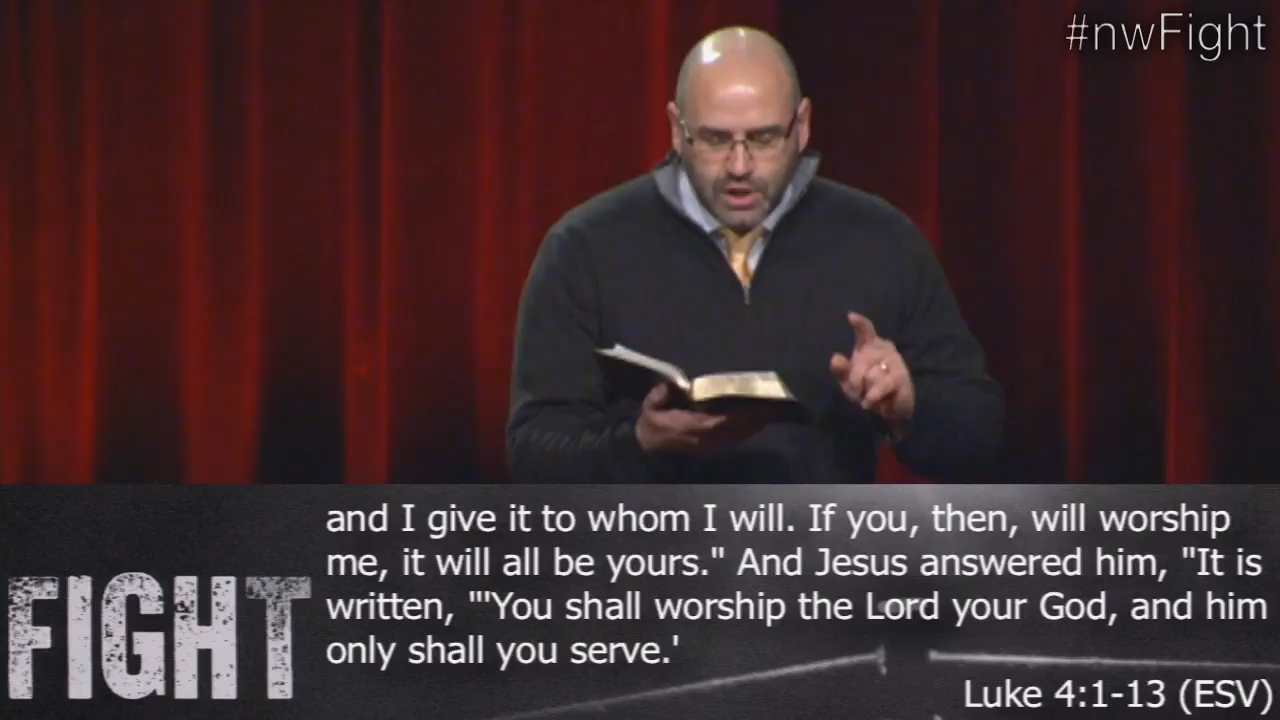 #nwFight
and I give it to whom I will. If you, then, will worship
me, it will all be yours." And Jesus answered him, "It is
written, "'You shall worship the Lord your God, and him
only shall you serve.'
FIGHT
Luke 4:1-13 (ESV)